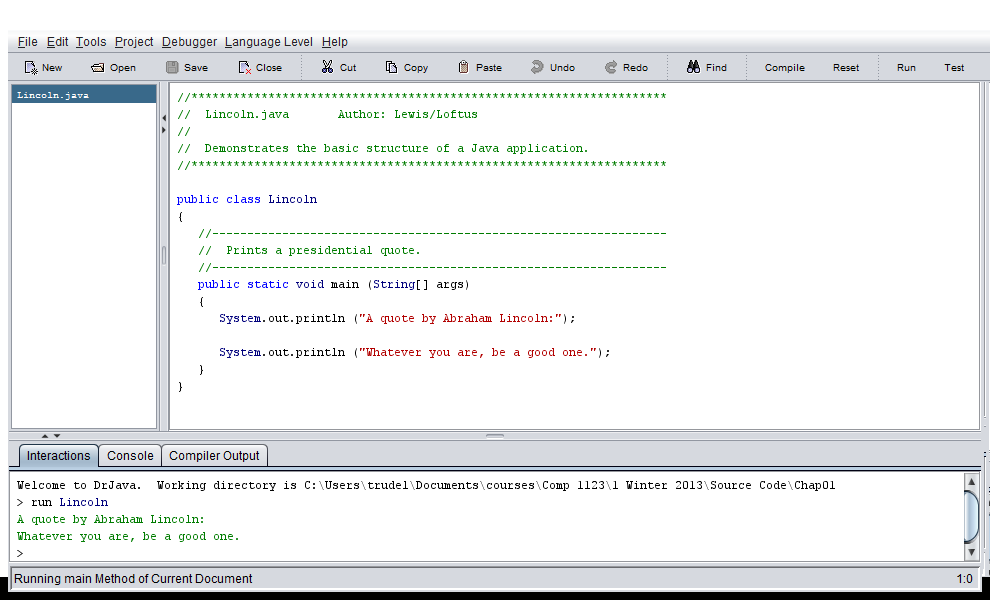 File Edit Tools Project Debugger Language Level Help
New Open Save Close Cut Copy Paste Undo Redo Find Compile Reset Run Test
Lincoln.java
//********************************************************************
//  Lincoln.java       Author: Lewis/Loftus
//
//  Demonstrates the basic structure of a Java application.
//********************************************************************
public class Lincoln
{
   //-----------------------------------------------------------------
   //  Prints a presidential quote.
   //-----------------------------------------------------------------
   public static void main (String[] args)
   {
      System.out.println ("A quote by Abraham Lincoln:");
      System.out.println ("Whatever you are, be a good one.");
   }
}
Interactions Console Compiler Output
Welcome to DrJava.  Working directory is C:\Users\trudel\Documents\courses\Comp 1123\1 Winter 2013\Source Code\Chap01
> run Lincoln
A quote by Abraham Lincoln:
Whatever you are, be a good one.
>
Running main Method of Current Document 1:0